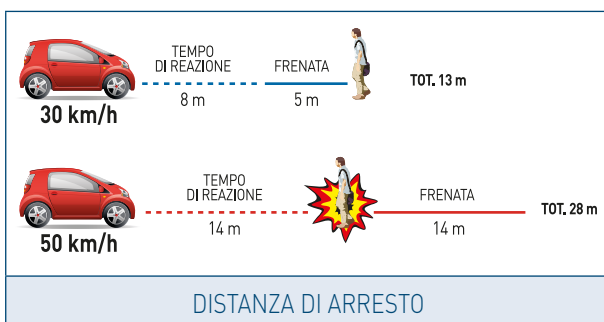 TEMPO
DI REAZIONE
FRENATA
8 m
5 m
TOT. 13 m
30 km/h
TEMPO
DI REAZIONE
FRENATA
14 m
14 m
TOT. 28 m
50 km/h
DISTANZA DI ARRESTO